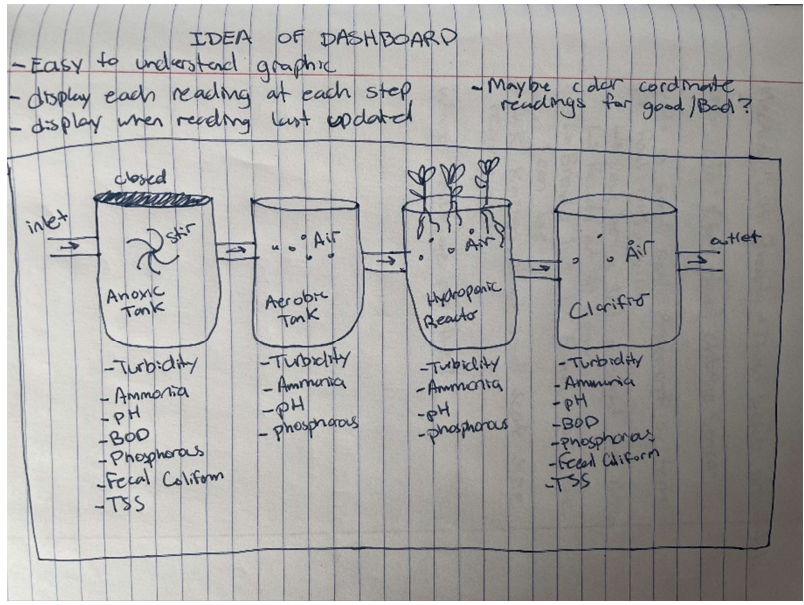 IDEA OF DASHBOARD
- Easy to understand graphic
- display each reading at each step
- display when reading last updated
- Maybe color cordinate
readings for good/Bad?
closed
inlet
stir
Anoxic
Tank
Air
Aerobic
Tank
Air
Hydroponic
Reactor
Air
Clarifier
outlet
- Turbidity
- Ammonia
- pH
- BOD
- Phosphorous
- Fecal Coliform
- TSS
- Turbidity
- Ammonia
- pH
- phosphorous
- Turbidity
- Ammonia
- pH
- phosphorous
- Turbidity
- Ammonia
- pH
- BOD
- phosphorous
- Fecal Coliform
- TSS